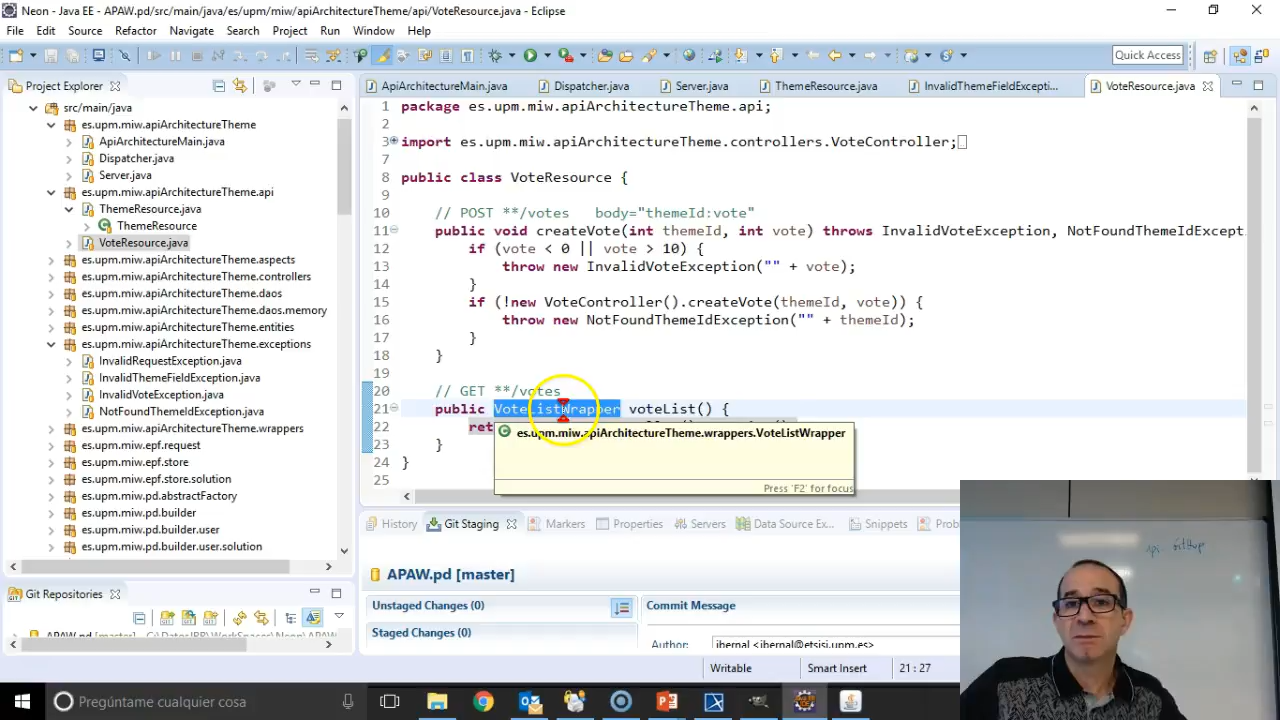 Neon - Java EE - APAW.pd/src/main/java/es/upm/miw/apiArchitectureTheme/api/VoteResource.java - Eclipse
File Edit Source Refactor Navigate Search Project Run Window Help
Quick Access
Project Explorer
ApiArchitectureMain.java Dispatcher.java Server.java ThemeResource.java InvalidThemeFieldExcepti... VoteResource.java
src/main/java
es.upm.miw.apiArchitectureTheme
ApiArchitectureMain.java
Dispatcher.java
Server.java
es.upm.miw.apiArchitectureTheme.api
ThemeResource.java
ThemeResource
VoteResource.java
es.upm.miw.apiArchitectureTheme.aspects
es.upm.miw.apiArchitectureTheme.controllers
es.upm.miw.apiArchitectureTheme.daos
es.upm.miw.apiArchitectureTheme.daos.memory
es.upm.miw.apiArchitectureTheme.entities
es.upm.miw.apiArchitectureTheme.exceptions
InvalidRequestException.java
InvalidThemeFieldException.java
InvalidVoteException.java
NotFoundThemeIdException.java
es.upm.miw.apiArchitectureTheme.wrappers
es.upm.miw.epf.request
es.upm.miw.epf.store
es.upm.miw.epf.store.solution
es.upm.miw.pd.abstractFactory
es.upm.miw.pd.builder
es.upm.miw.pd.builder.user
es.upm.miw.pd.builder.user.solution
1 package es.upm.miw.apiArchitectureTheme.api;
2
3 import es.upm.miw.apiArchitectureTheme.controllers.VoteController;
7
8 public class VoteResource {
9
10 // POST **/votes body="themeId:vote"
11 public void createVote(int themeId, int vote) throws InvalidVoteException, NotFoundThemeIdExcept
12 if (vote < 0 || vote > 10) {
13 throw new InvalidVoteException("" + vote);
14 }
15 if (!new VoteController().createVote(themeId, vote)) {
16 throw new NotFoundThemeIdException("" + themeId);
17 }
18 }
19
20 // GET **/votes
21 public VoteListWrapper voteList() {
22 ret
23 }
24 }
25
es.upm.miw.apiArchitectureTheme.wrappers.VoteListWrapper
Press 'F2' for focus
History Git Staging Markers Properties Servers Data Source Ex... Snippets Prob
APAW.pd [master]
Unstaged Changes (0)
Staged Changes (0)
Commit Message
Author: jbernal <jbernal@etsisi.upm.es>
Git Repositories
Writable Smart Insert 21 : 27
Pregúntame cualquier cosa